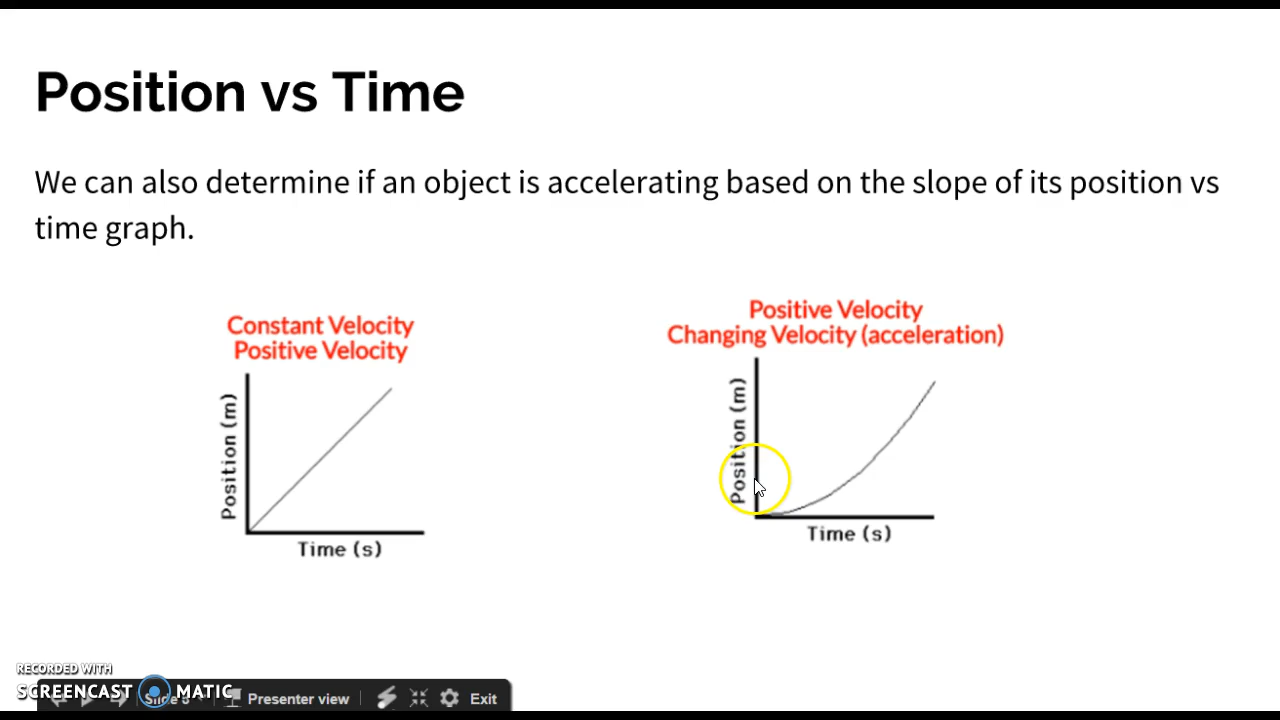 Position vs Time
We can also determine if an object is accelerating based on the slope of its position vs
time graph.
Constant Velocity
Positive Velocity
Position (m)
Time (s)
Positive Velocity
Changing Velocity (acceleration)
Position (m)
Time (s)
RECORDED WITH
SCREENCAST MATIC
Presenter view
Exit